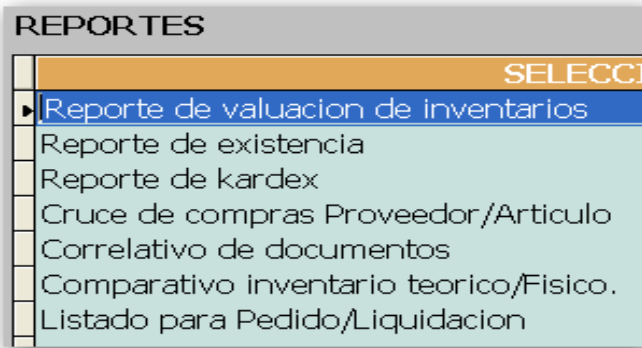 REPORTES
SELECCI
Reporte de valuacion de inventarios
Reporte de existencia
Reporte de kardex
Cruce de compras Proveedor/Articulo
Correlativo de documentos
Comparativo inventario teorico/Fisico.
Listado para Pedido/Liquidacion